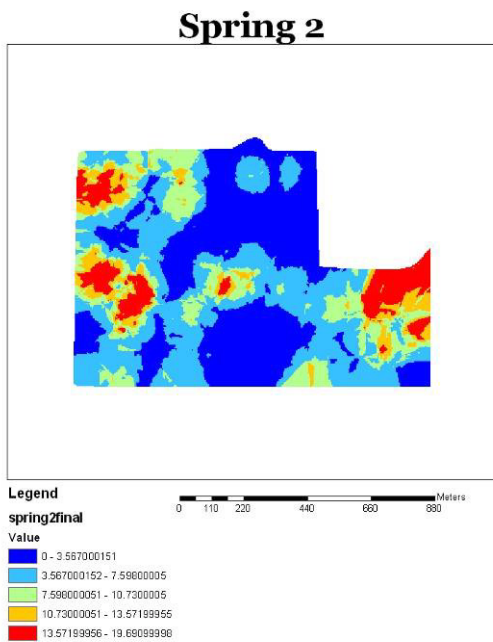 Spring 2
Legend
spring2final
Value
0 - 3.567000151
3.567000152 - 7.59800005
7.598000051 - 10.7300005
10.73000051 - 13.57199955
13.57199956 - 19.69099998
Meters
0 110 220 440 660 880